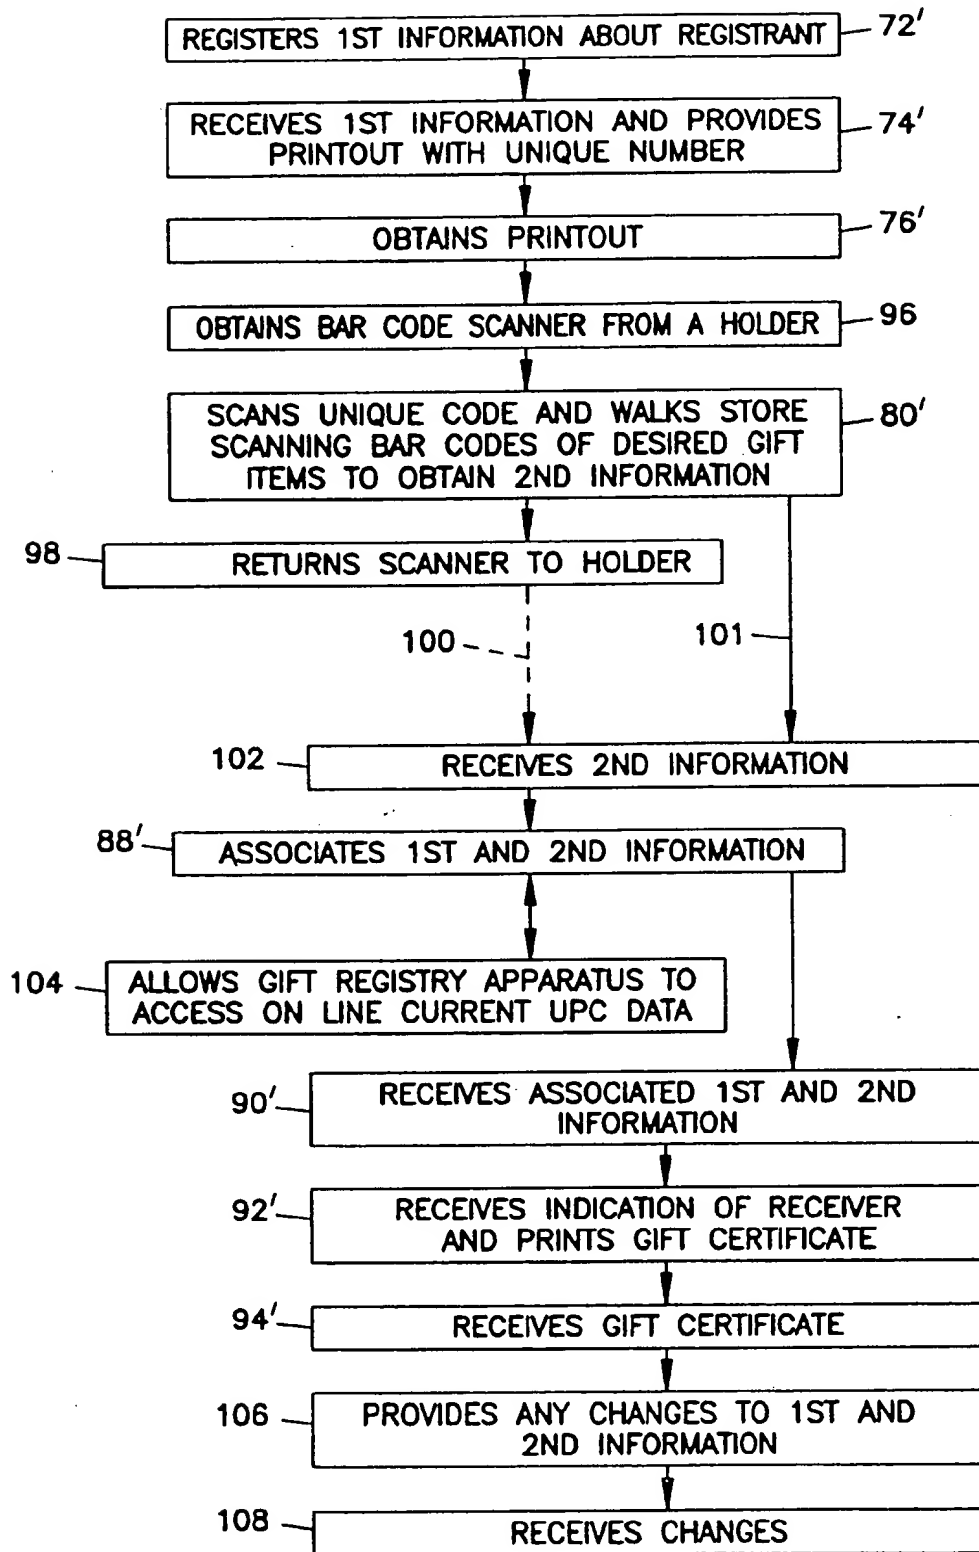 REGISTERS 1ST INFORMATION ABOUT REGISTRANT
72'
RECEIVES 1ST INFORMATION AND PROVIDES
PRINTOUT WITH UNIQUE NUMBER
74'
OBTAINS PRINTOUT
76'
OBTAINS BAR CODE SCANNER FROM A HOLDER
96
SCANS UNIQUE CODE AND WALKS STORE
SCANNING BAR CODES OF DESIRED GIFT
ITEMS TO OBTAIN 2ND INFORMATION
80'
98
RETURNS SCANNER TO HOLDER
100
101
102
RECEIVES 2ND INFORMATION
88'
ASSOCIATES 1ST AND 2ND INFORMATION
104
ALLOWS GIFT REGISTRY APPARATUS TO
ACCESS ON LINE CURRENT UPC DATA
90'
RECEIVES ASSOCIATED 1ST AND 2ND
INFORMATION
92'
RECEIVES INDICATION OF RECEIVER
AND PRINTS GIFT CERTIFICATE
94'
RECEIVES GIFT CERTIFICATE
106
PROVIDES ANY CHANGES TO 1ST AND
2ND INFORMATION
108
RECEIVES CHANGES